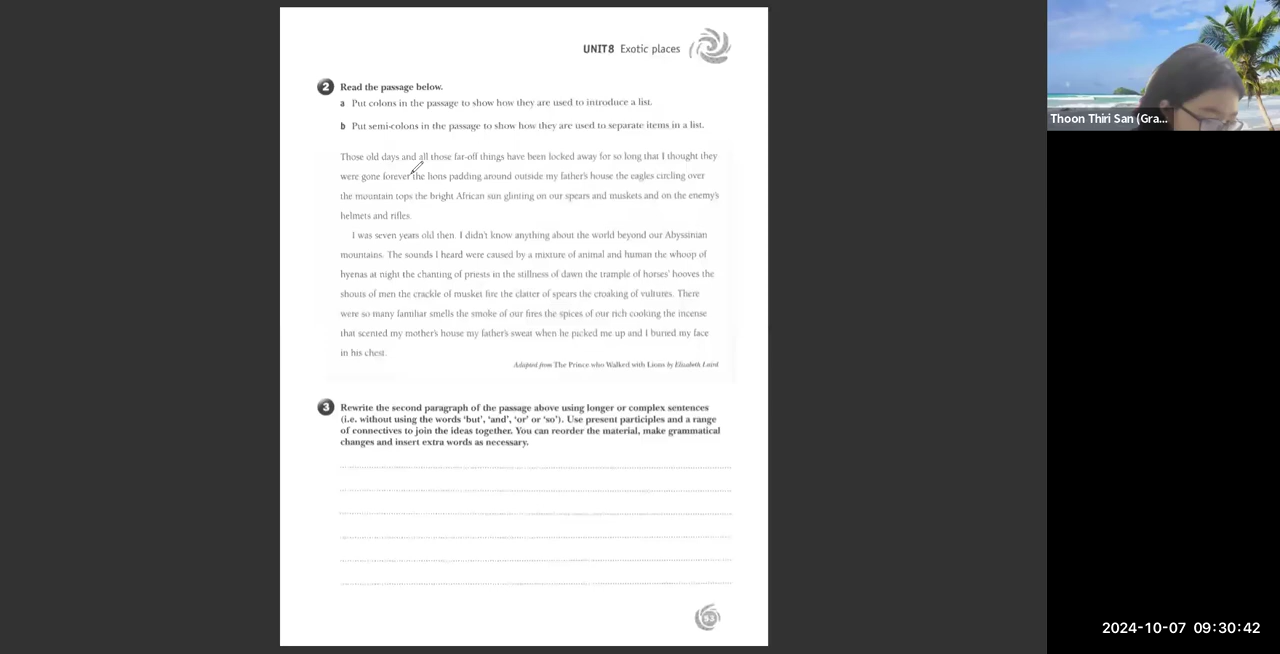 UNIT 8 Exotic places
2 Read the passage below.
a Put colons in the passage to show how they are used to introduce a list.
b Put semi-colons in the passage to show how they are used to separate items in a list.
Those old days and all those far-off things have been locked away for so long that I thought they
were gone forever the lions padding around outside my father's house the eagles circling over
the mountain tops the bright African sun glinting on our spears and muskets and on the enemy's
helmets and rifles.
I was seven years old then. I didn't know anything about the world beyond our Abyssinian
mountains. The sounds I heard were caused by a mixture of animal and human the whoop of
hyenas at night the chanting of priests in the stillness of dawn the trample of horses' hooves the
shouts of men the crackle of musket fire the clatter of spears the croaking of vultures. There
were so many familiar smells the smoke of our fires the spices of our rich cooking the incense
that scented my mother's house my father's sweat when he picked me up and I buried my face
in his chest.
Adapted from The Prince who Walked with Lions by Elizabeth Laird
3 Rewrite the second paragraph of the passage above using longer or complex sentences
(i.e. without using the words 'but', 'and', 'or' or 'so'). Use present participles and a range
of connectives to join the ideas together. You can reorder the material, make grammatical
changes and insert extra words as necessary.
53
Thoon Thiri San (Gra...
2024-10-07 09:30:42